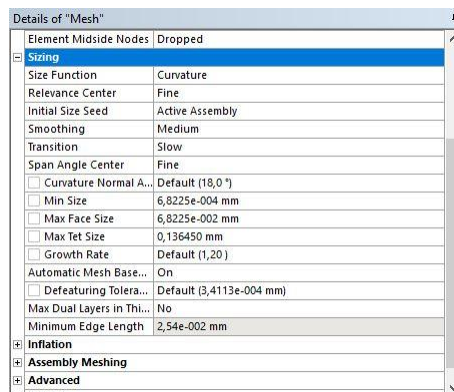 Details of "Mesh"
Element Midside Nodes Dropped
Sizing
Size Function Curvature
Relevance Center Fine
Initial Size Seed Active Assembly
Smoothing Medium
Transition Slow
Span Angle Center Fine
Curvature Normal A... Default (18,0 °)
Min Size 6,8225e-004 mm
Max Face Size 6,8225e-002 mm
Max Tet Size 0,136450 mm
Growth Rate Default (1,20 )
Automatic Mesh Base... On
Defeaturing Tolera... Default (3,4113e-004 mm)
Max Dual Layers in Thi... No
Minimum Edge Length 2,54e-002 mm
Inflation
Assembly Meshing
Advanced